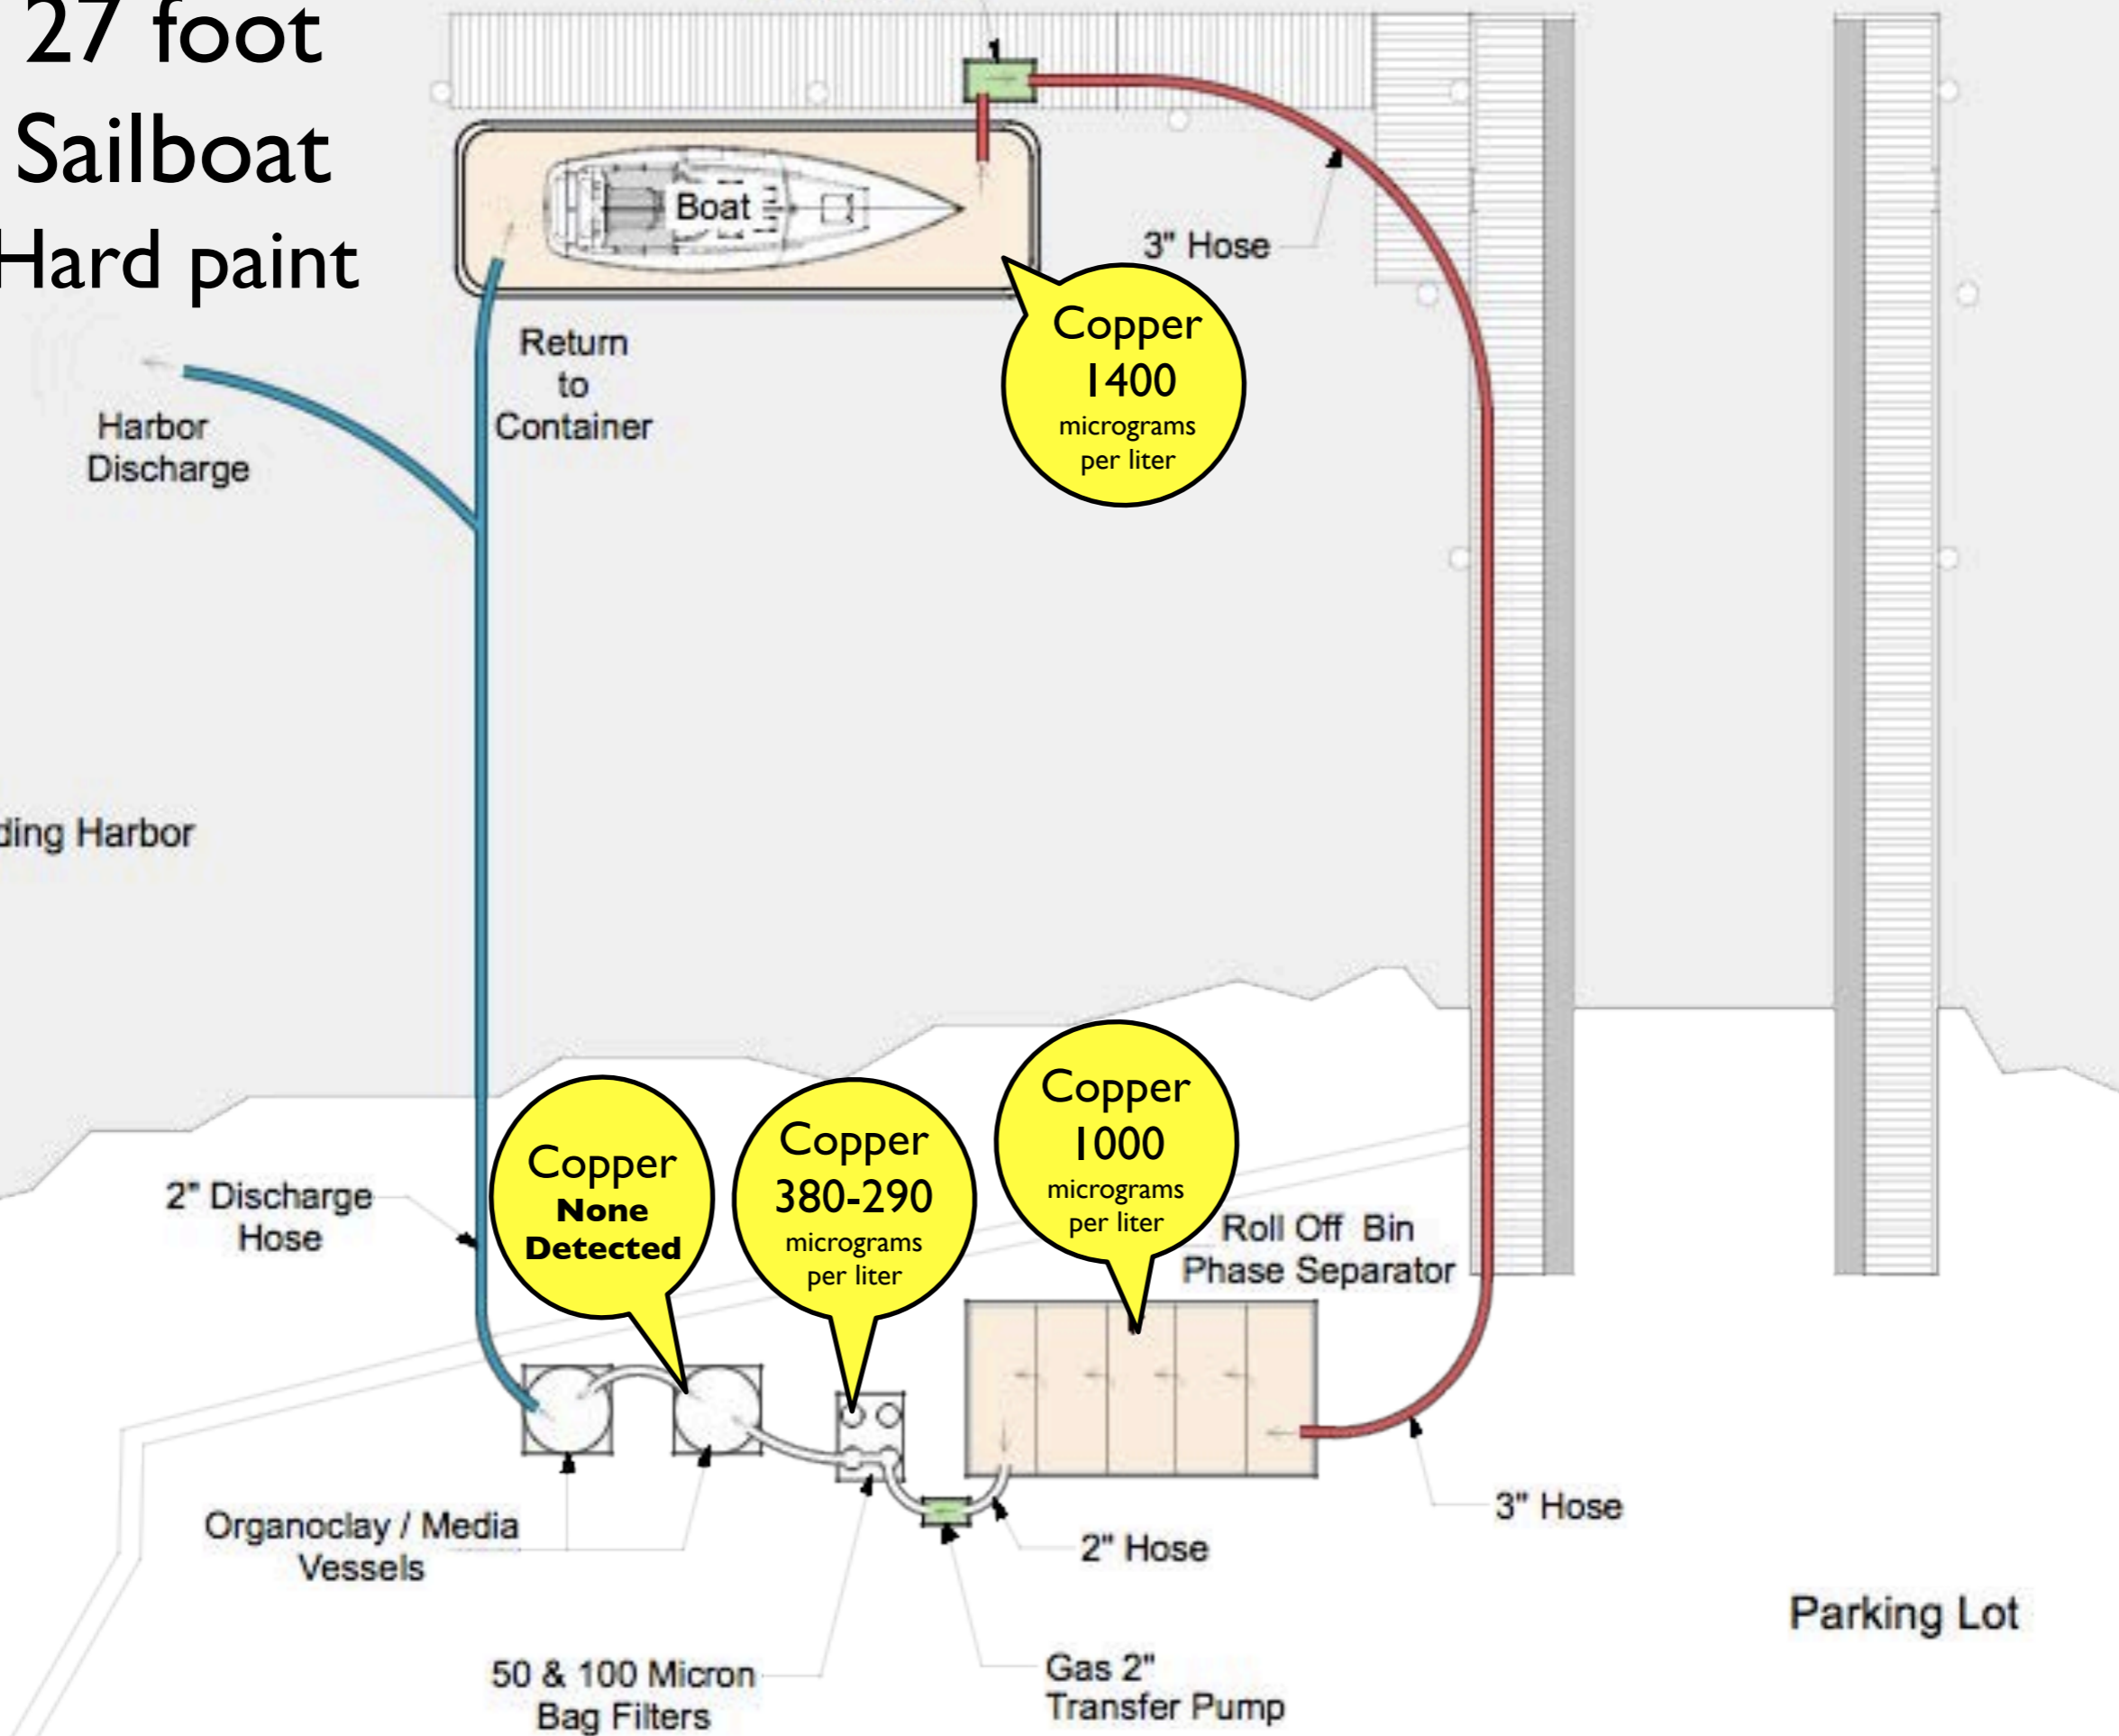 27 foot
Sailboat
Hard paint
Boat
3" Hose
Copper
1400
micrograms
per liter
Return
to
Container
Harbor
Discharge
Harbor
Copper
1000
micrograms
per liter
Copper
380-290
micrograms
per liter
Copper
None
Detected
2" Discharge
Hose
Roll Off Bin
Phase Separator
3" Hose
Organoclay / Media
Vessels
2" Hose
Parking Lot
50 & 100 Micron
Bag Filters
Gas 2"
Transfer Pump